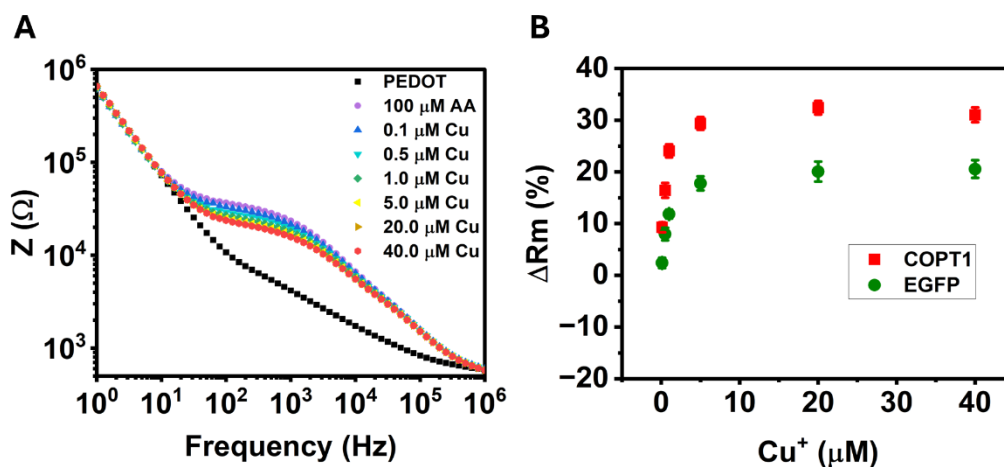 A
10⁶
10⁵
10⁴
10³
Z (Ω)
10⁰ 10¹ 10² 10³ 10⁴ 10⁵ 10⁶
Frequency (Hz)
PEDOT
100 μM AA
0.1 μM Cu
0.5 μM Cu
1.0 μM Cu
5.0 μM Cu
20.0 μM Cu
40.0 μM Cu
B
40
30
20
10
0
−10
−20
ΔRm (%)
0 10 20 30 40
Cu⁺ (μM)
COPT1
EGFP